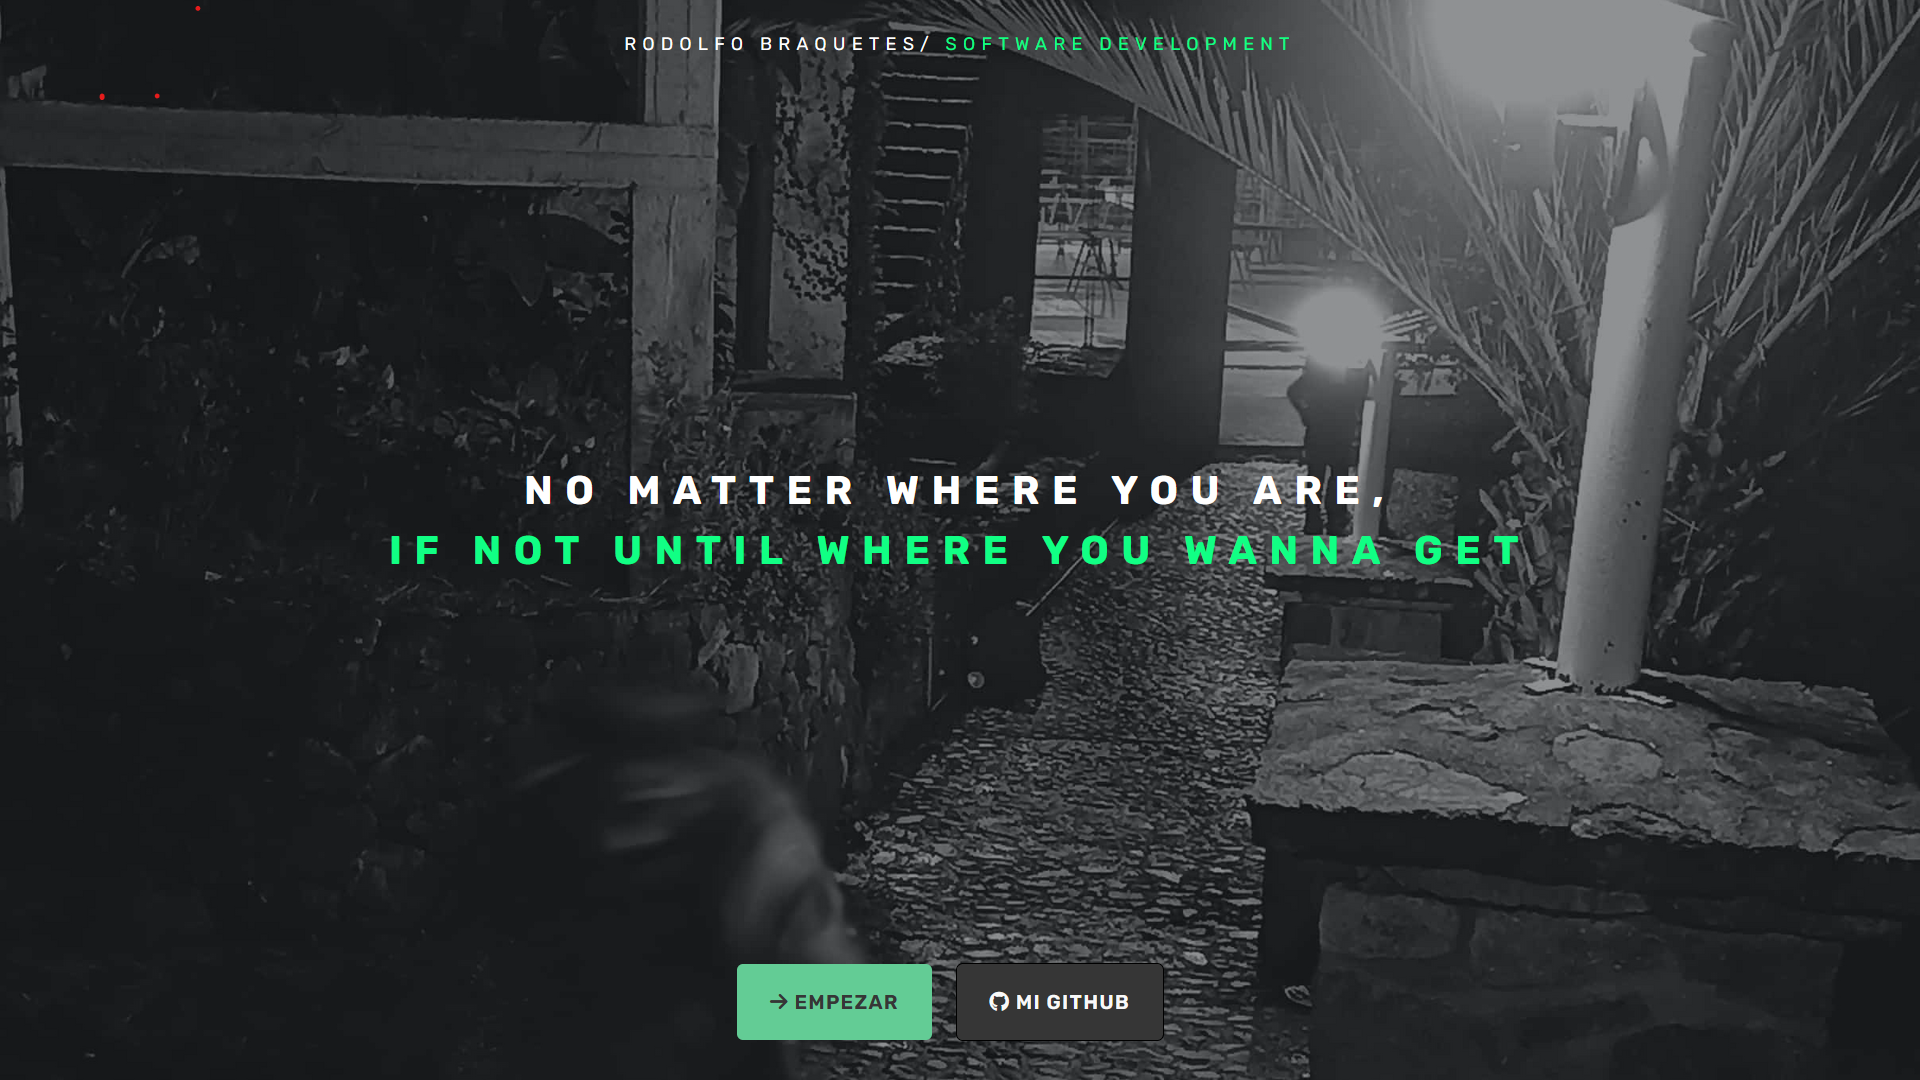 RODOLFO BRAQUETES/ SOFTWARE DEVELOPMENT
NO MATTER WHERE YOU ARE,
IF NOT UNTIL WHERE YOU WANNA GET
EMPEZAR
MI GITHUB